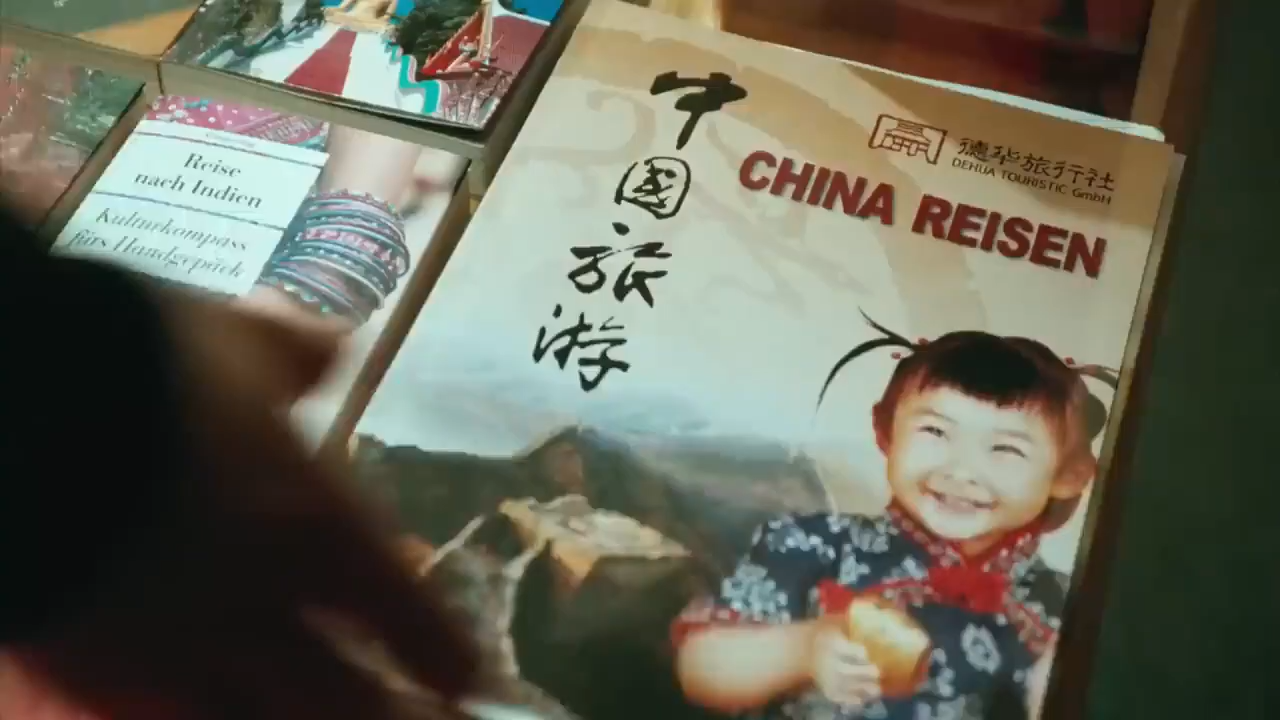 Reise
nach Indien
Kulturkompass
fürs Handgepäck
中國旅游
德华旅行社
DEHUA TOURISTIC GmbH
CHINA REISEN